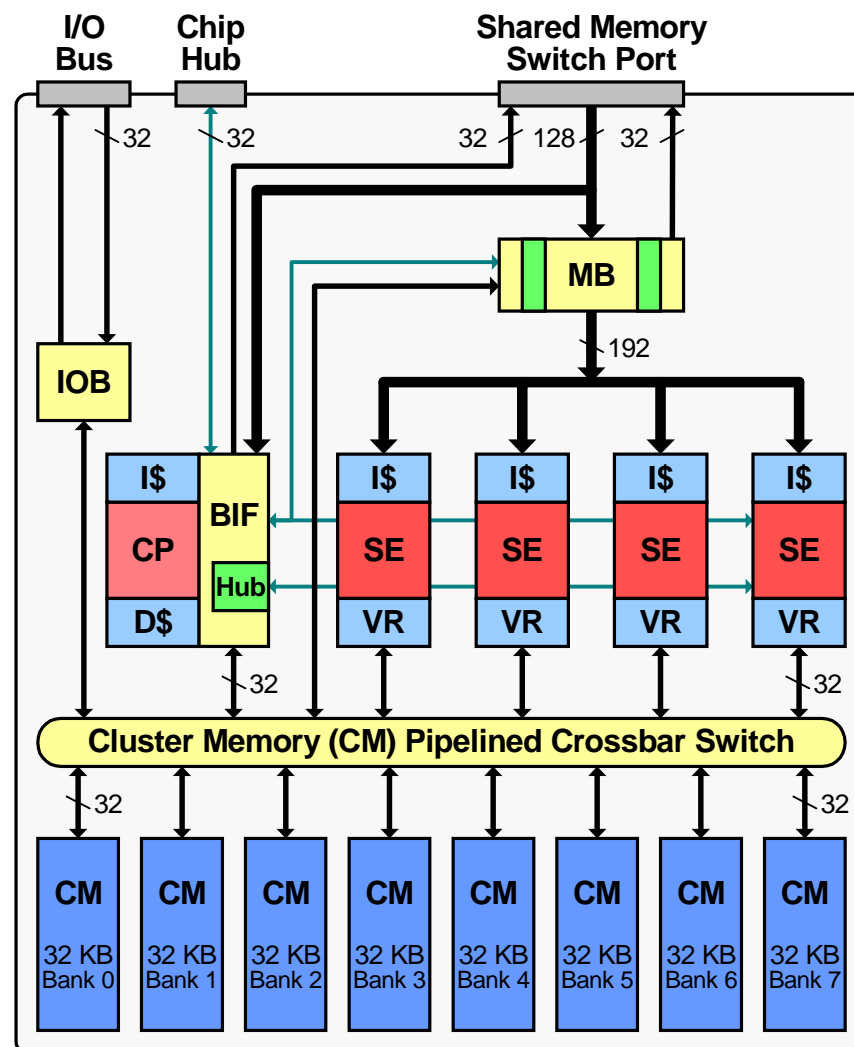 I/O
Bus
Chip
Hub
Shared Memory
Switch Port
32
32
32
128
32
MB
192
IOB
I$
BIF
I$
I$
I$
I$
CP
SE
SE
SE
SE
Hub
D$
VR
VR
VR
VR
32
32
Cluster Memory (CM) Pipelined Crossbar Switch
32
32
CM
32 KB
Bank 0
CM
32 KB
Bank 1
CM
32 KB
Bank 2
CM
32 KB
Bank 3
CM
32 KB
Bank 4
CM
32 KB
Bank 5
CM
32 KB
Bank 6
CM
32 KB
Bank 7